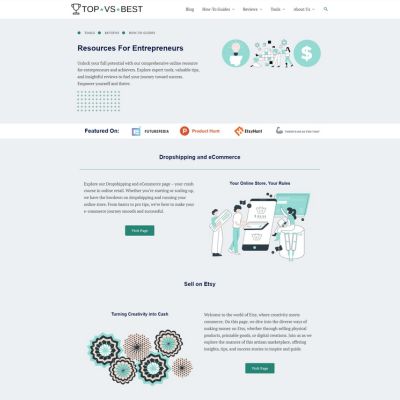 TOP VS BEST
Blog How-To Guides Reviews Tools About Us
TOOLS REVIEWS HOW-TO GUIDES
Resources For Entrepreneurs
Unlock your full potential with our comprehensive online resource
for entrepreneurs and achievers. Explore expert tools, valuable tips,
and insightful reviews to find your journey toward success.
Empower yourself and thrive.
Featured On: FUTUREPEDIA Product Hunt EtsyHunt
Dropshipping and eCommerce
Your Online Store, Your Rules
Explore our Dropshipping and eCommerce page – your crash
course in online retail. Whether you're starting or scaling up,
we have the lowdown on dropshipping and running your
online store. From basics to pro tips, we're here to make your
e-commerce journey smooth and successful.
Visit Page
Sell on Etsy
Turning Creativity into Cash
Welcome to the world of Etsy, where creativity meets
commerce. On this page, we dive into the diverse ways of
making money on Etsy, whether through selling physical
products, printable goods, or digital creations. Join us as we
explore the nuances of this artisan marketplace, offering
insights, tips, and success stories to inspire and guide.
Visit Page